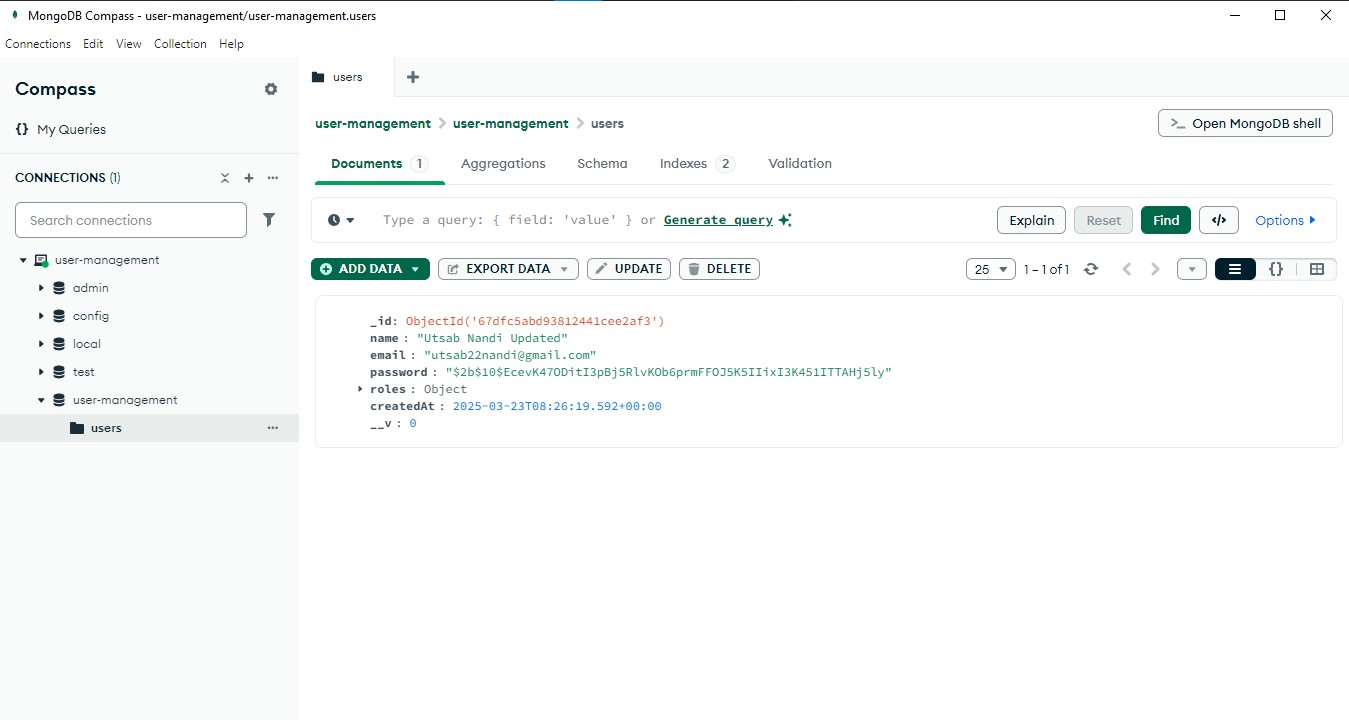 MongoDB Compass - user-management/user-management.users
Connections Edit View Collection Help
Compass
{} My Queries
CONNECTIONS (1)
Search connections
user-management
admin
config
local
test
user-management
users
users
user-management > user-management > users
>_ Open MongoDB shell
Documents 1 Aggregations Schema Indexes 2 Validation
Type a query: { field: 'value' } or Generate query
Explain Reset Find </> Options
ADD DATA EXPORT DATA UPDATE DELETE
25 1 – 1 of 1 {}
_id: ObjectId('67dfc5abd93812441cee2af3')
name : "Utsab Nandi Updated"
email : "utsab22nandi@gmail.com"
password : "$2b$10$EcevK47ODitI3pBj5RlvKOb6prmFFOJ5K5IIixI3K451ITTAHj5ly"
roles : Object
createdAt : 2025-03-23T08:26:19.592+00:00
__v : 0